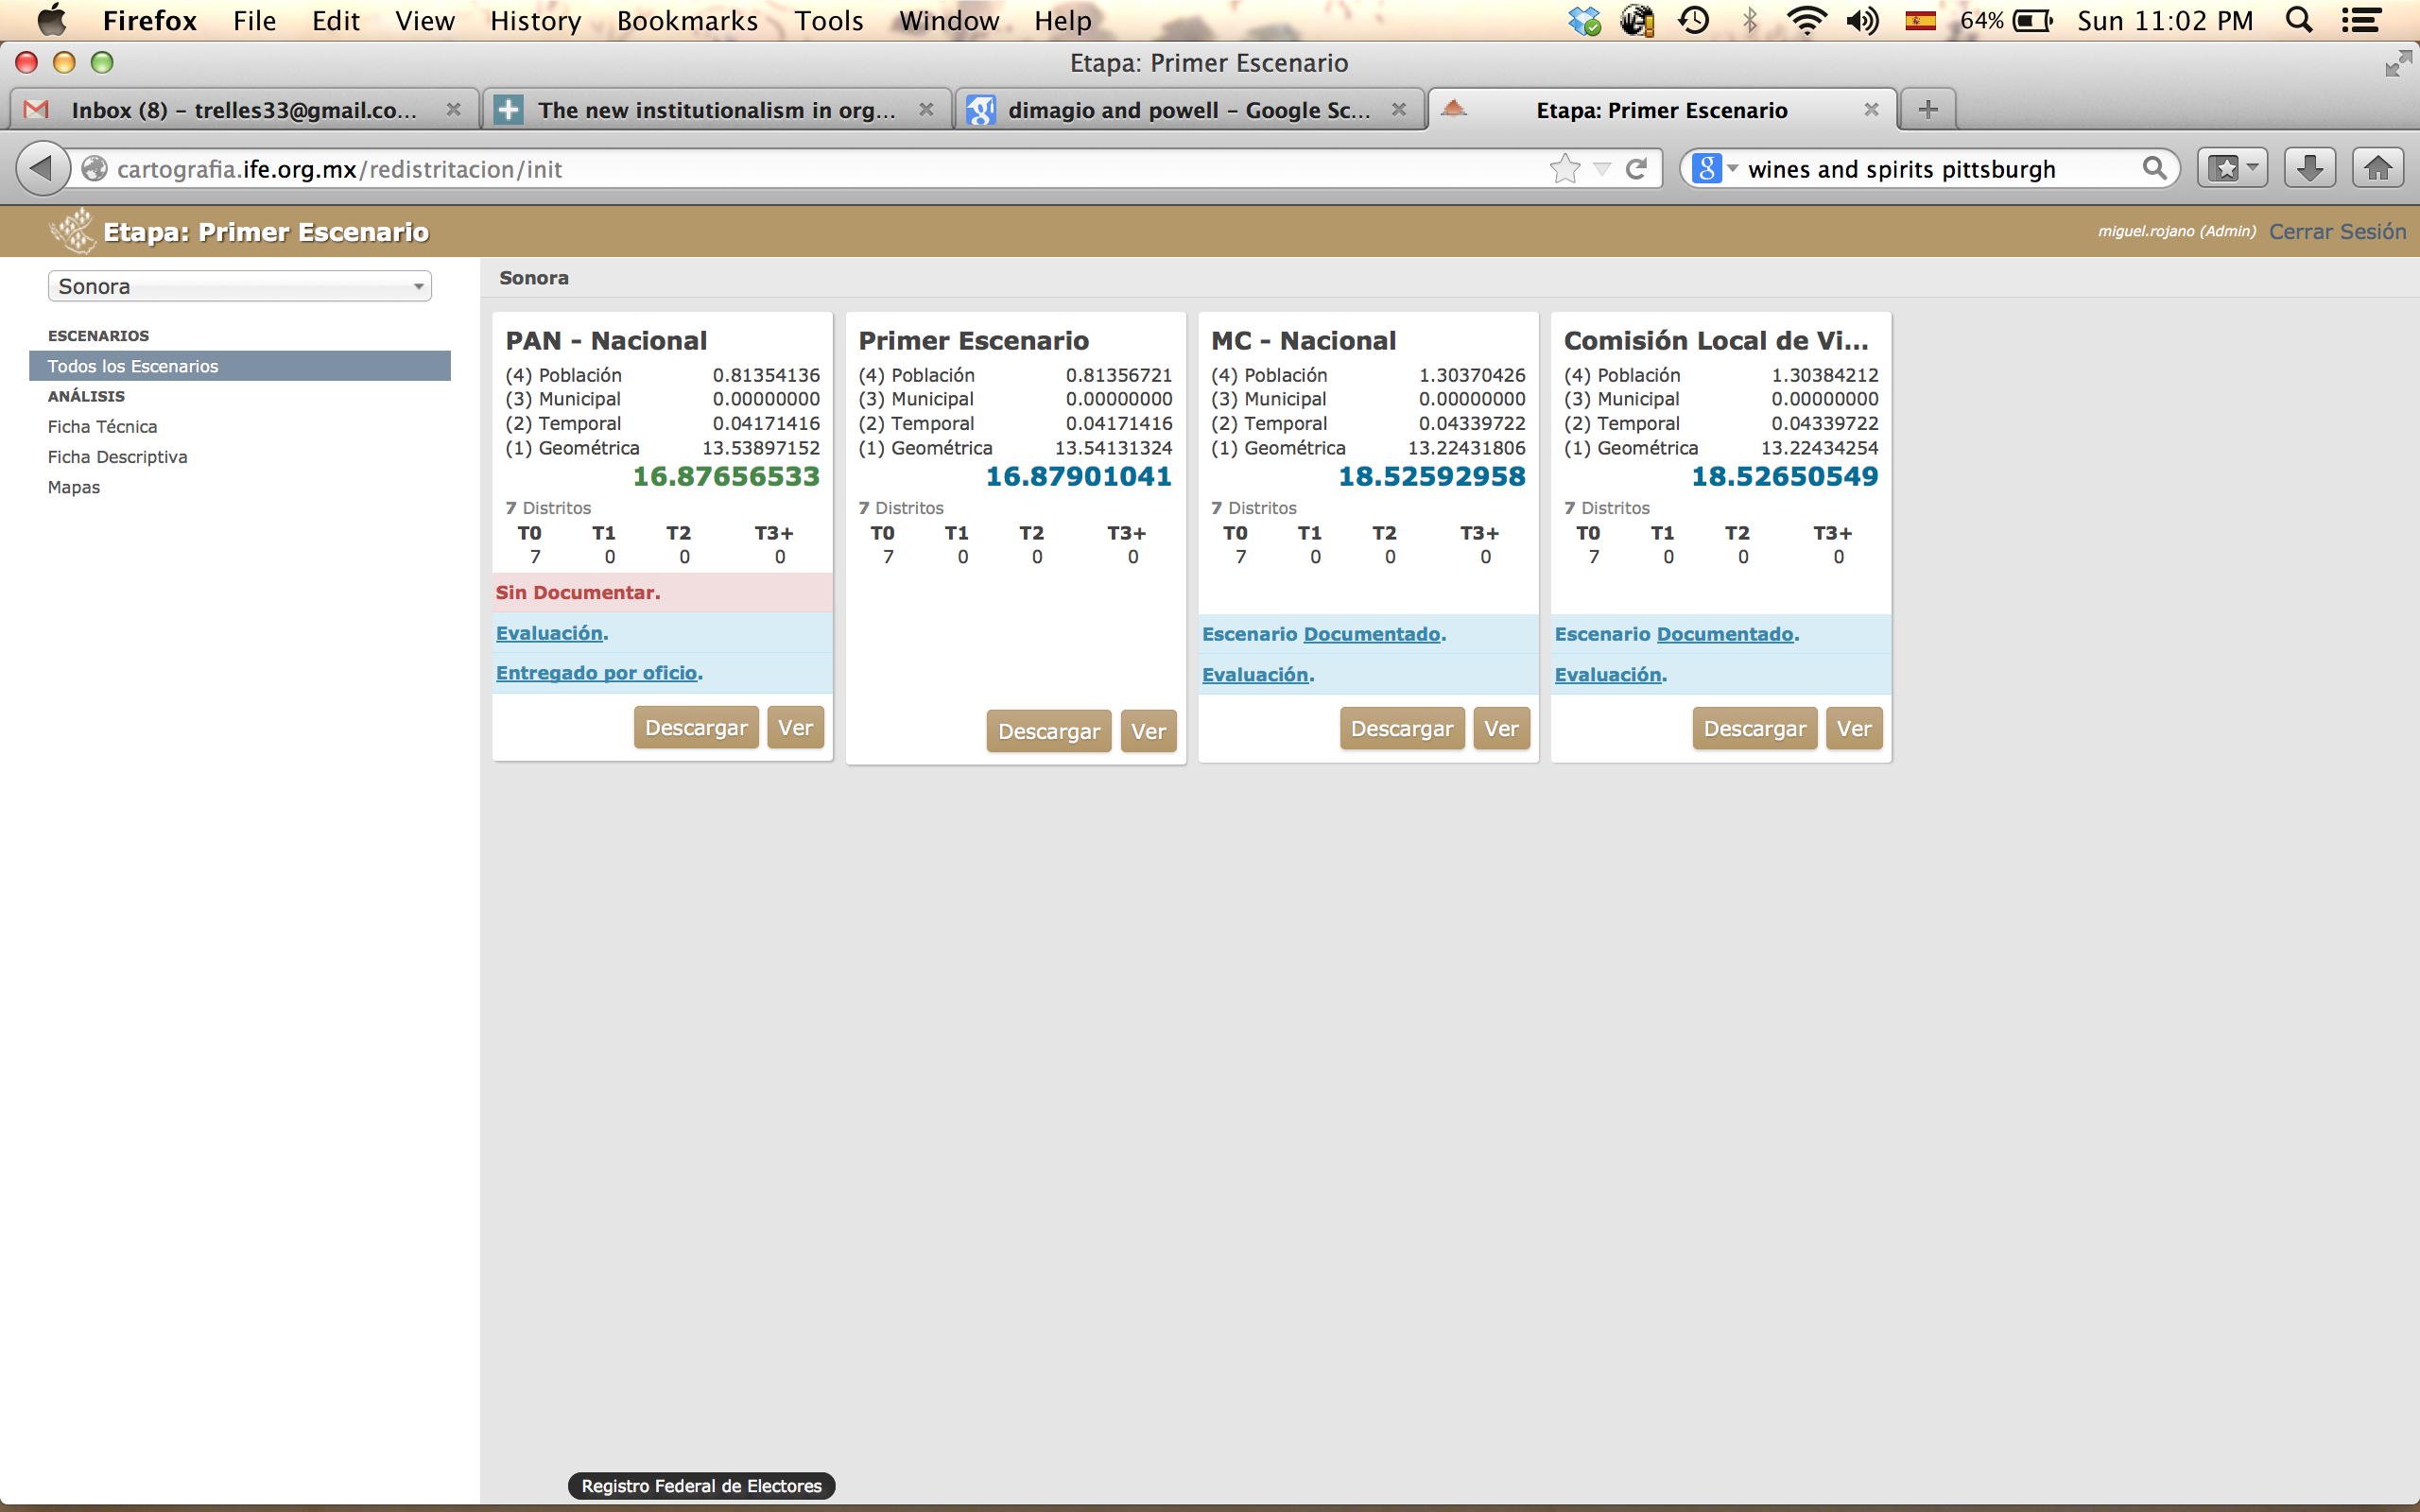 Firefox File Edit View History Bookmarks Tools Window Help 64% Sun 11:02 PM
Etapa: Primer Escenario
Inbox (8) – trelles33@gmail.co... The new institutionalism in org... dimagio and powell – Google Sc... Etapa: Primer Escenario
cartografia.ife.org.mx/redistritacion/init wines and spirits pittsburgh
Etapa: Primer Escenario miguel.rojano (Admin) Cerrar Sesión
Sonora
ESCENARIOS
Todos los Escenarios
ANÁLISIS
Ficha Técnica
Ficha Descriptiva
Mapas
Sonora
PAN - Nacional
(4) Población 0.81354136
(3) Municipal 0.00000000
(2) Temporal 0.04171416
(1) Geométrica 13.53897152
16.87656533
7 Distritos
T0 T1 T2 T3+
7 0 0 0
Sin Documentar.
Evaluación.
Entregado por oficio.
Descargar Ver
Primer Escenario
(4) Población 0.81356721
(3) Municipal 0.00000000
(2) Temporal 0.04171416
(1) Geométrica 13.54131324
16.87901041
7 Distritos
T0 T1 T2 T3+
7 0 0 0
Descargar Ver
MC - Nacional
(4) Población 1.30370426
(3) Municipal 0.00000000
(2) Temporal 0.04339722
(1) Geométrica 13.22431806
18.52592958
7 Distritos
T0 T1 T2 T3+
7 0 0 0
Escenario Documentado.
Evaluación.
Descargar Ver
Comisión Local de Vi...
(4) Población 1.30384212
(3) Municipal 0.00000000
(2) Temporal 0.04339722
(1) Geométrica 13.22434254
18.52650549
7 Distritos
T0 T1 T2 T3+
7 0 0 0
Escenario Documentado.
Evaluación.
Descargar Ver
Registro Federal de Electores